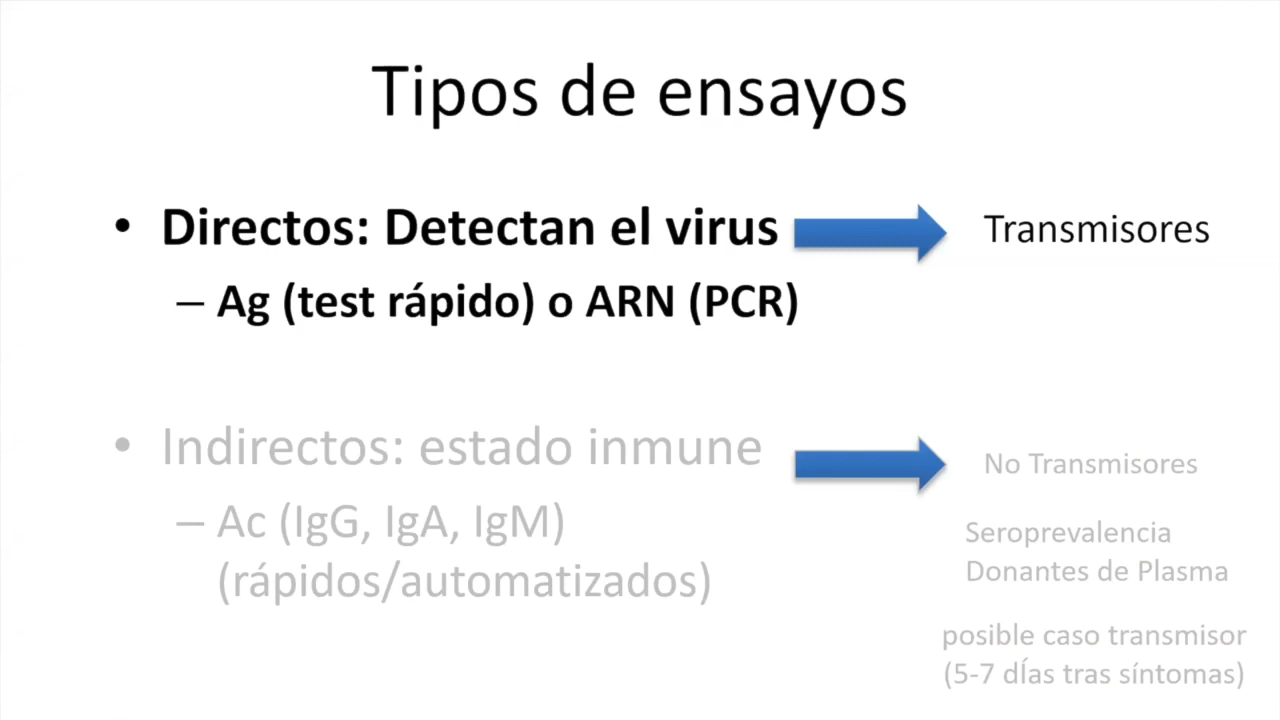 Tipos de ensayos
• Directos: Detectan el virus
Transmisores
– Ag (test rápido) o ARN (PCR)
• Indirectos: estado inmune
No Transmisores
– Ac (IgG, IgA, IgM)
(rápidos/automatizados)
Seroprevalencia
Donantes de Plasma
posible caso transmisor
(5-7 dÍas tras síntomas)